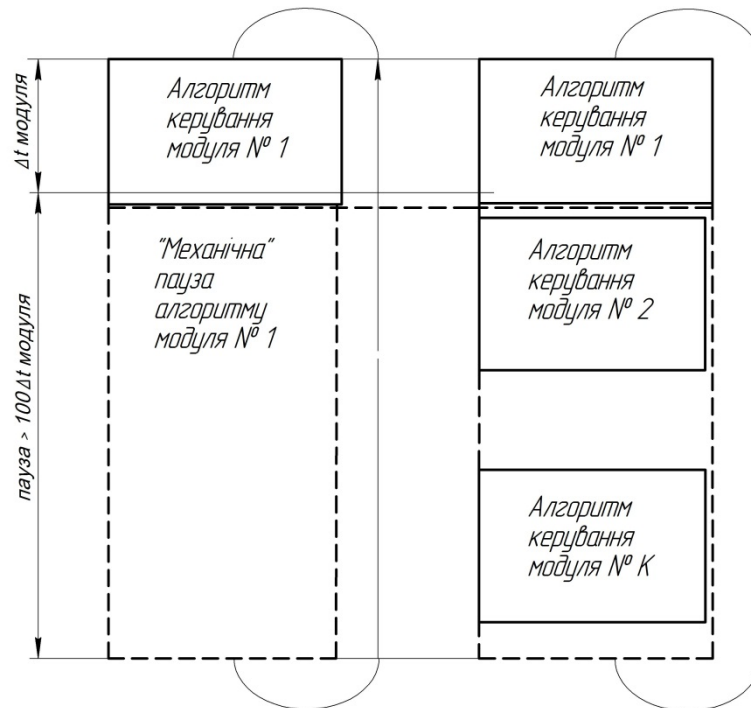 Δt модуля
пауза > 100Δt модуля
Алгоритм
керування
модуля № 1
"Механічна"
пауза
алгоритму
модуля № 1
Алгоритм
керування
модуля № 1
Алгоритм
керування
модуля № 2
Алгоритм
керування
модуля № К